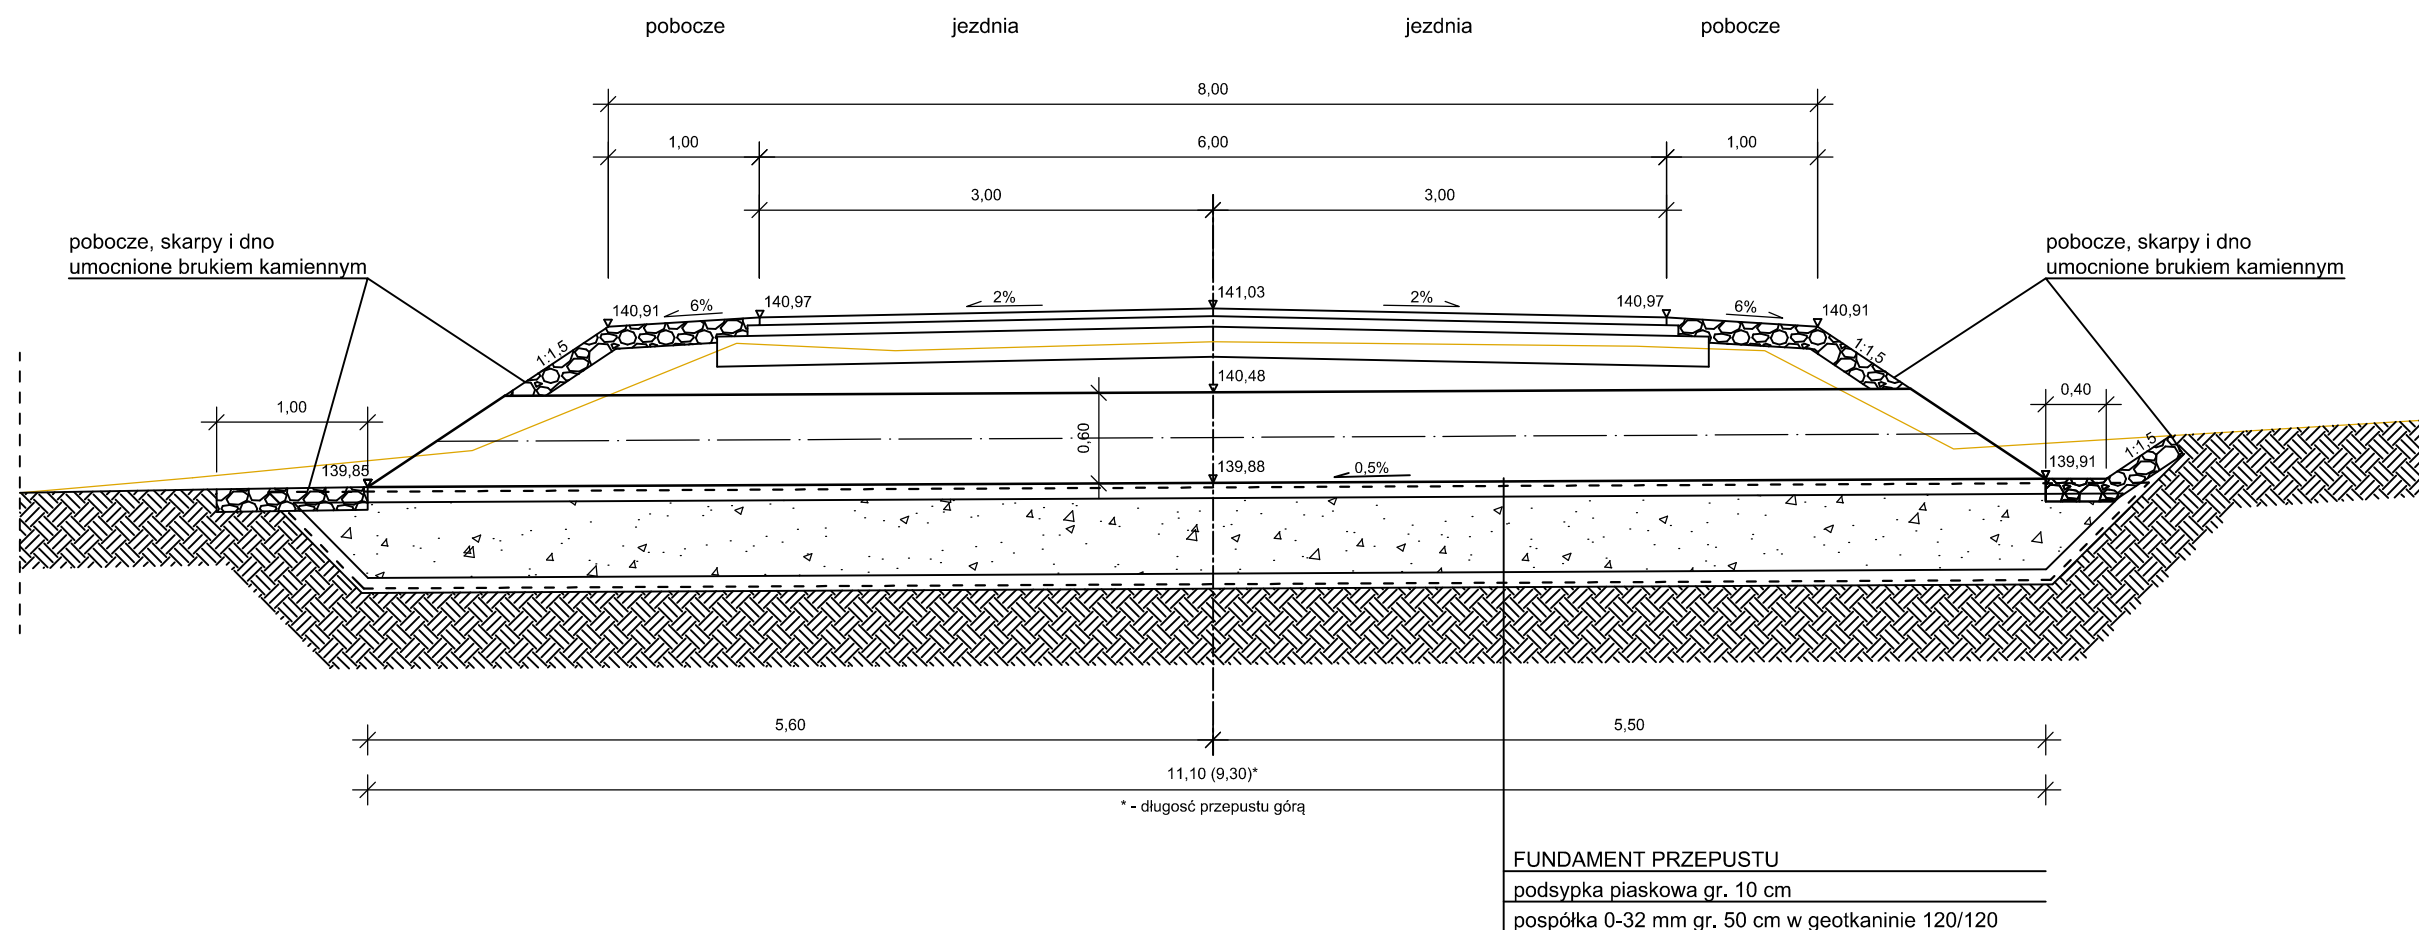 pobocze jezdnia jezdnia pobocze
8,00
1,00 6,00 1,00
3,00 3,00
pobocze, skarpy i dno
umocnione brukiem kamiennym
pobocze, skarpy i dno
umocnione brukiem kamiennym
140,91 6% 140,97 2% 141,03 2% 140,97 6% 140,91
1:1,5 1:1,5
140,48
1,00 0,60 0,40
1:1,5
139,85 139,88 0,5% 139,91
5,60 5,50
11,10 (9,30)*
* - długosć przepustu górą
FUNDAMENT PRZEPUSTU
podsypka piaskowa gr. 10 cm
pospółka 0-32 mm gr. 50 cm w geotkaninie 120/120